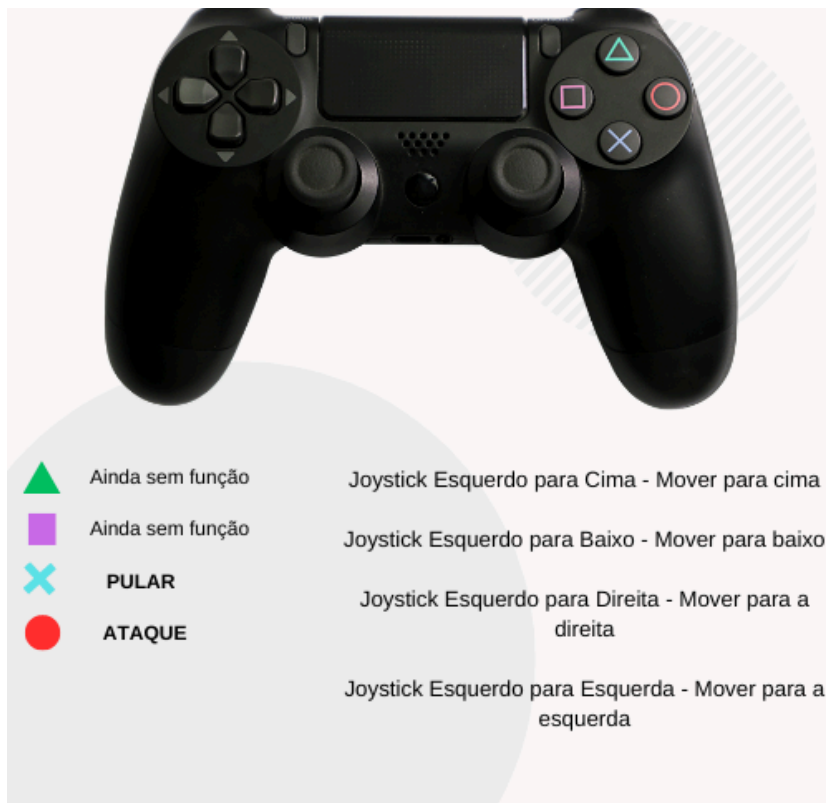 Ainda sem função
Ainda sem função
PULAR
ATAQUE
Joystick Esquerdo para Cima - Mover para cima
Joystick Esquerdo para Baixo - Mover para baixo
Joystick Esquerdo para Direita - Mover para a
direita
Joystick Esquerdo para Esquerda - Mover para a
esquerda